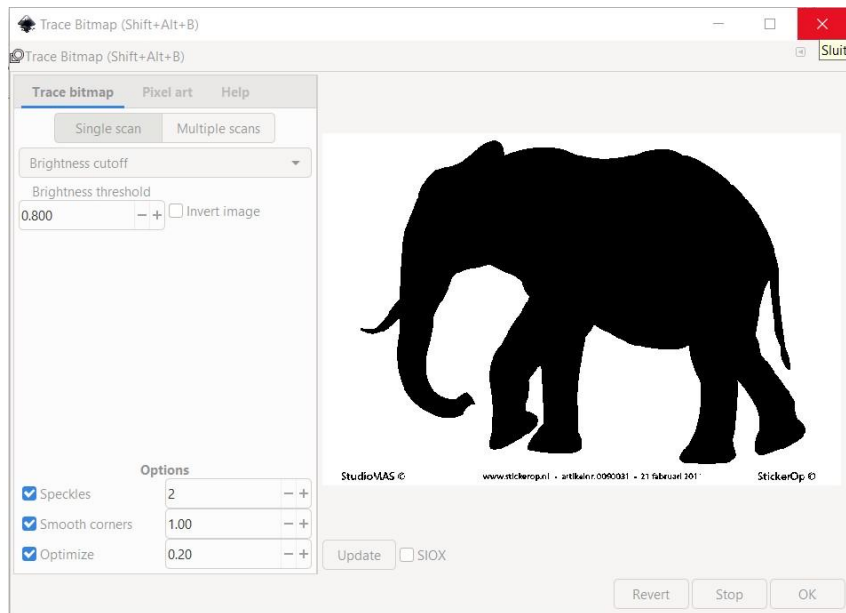 Trace Bitmap (Shift+Alt+B)
Trace Bitmap (Shift+Alt+B)
Sluit
Trace bitmap Pixel art Help
Single scan Multiple scans
Brightness cutoff
Brightness threshold
0.800 − + Invert image
StudioMAS © www.stickerop.nl - artikelnr. 0090031 - 21 februari 201 StickerOp ©
Options
Speckles 2 − +
Smooth corners 1.00 − +
Optimize 0.20 − +
Update SIOX
Revert Stop OK